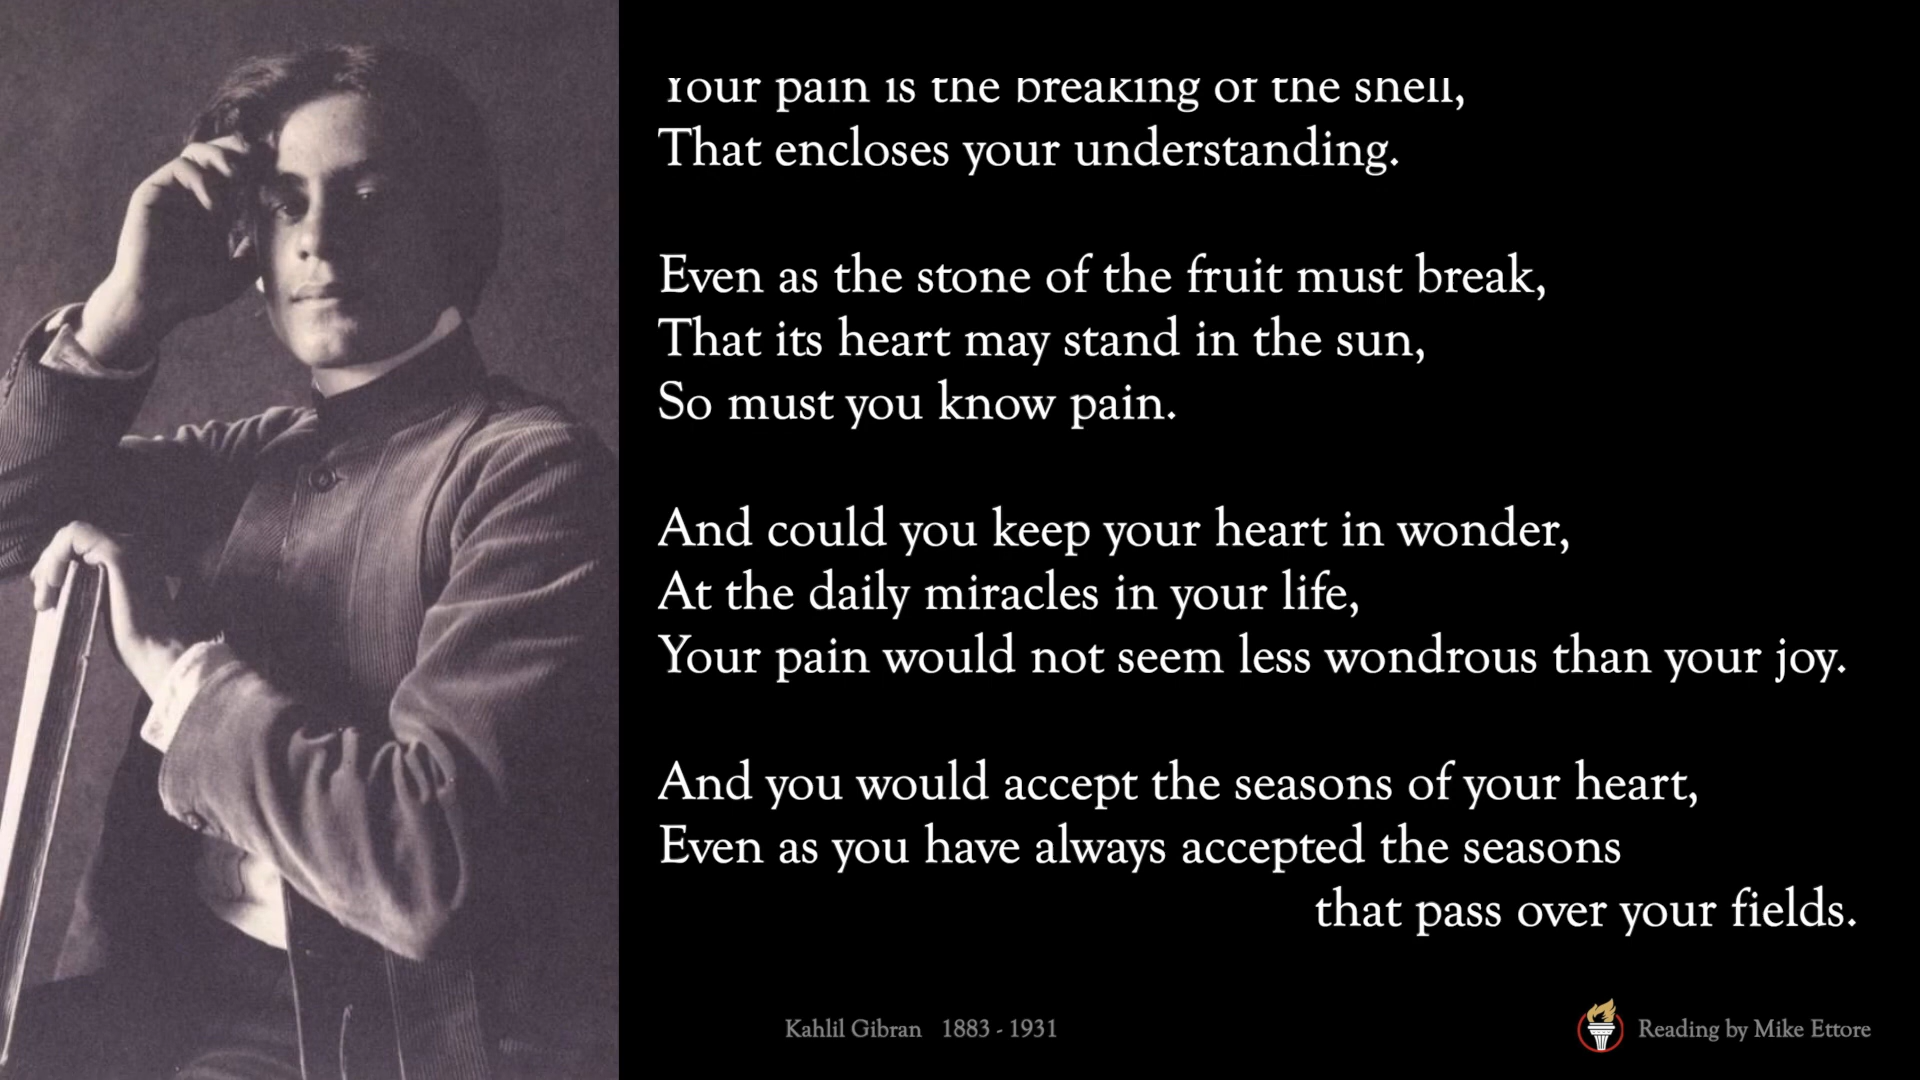 Your pain is the breaking of the shell,
That encloses your understanding.
Even as the stone of the fruit must break,
That its heart may stand in the sun,
So must you know pain.
And could you keep your heart in wonder,
At the daily miracles in your life,
Your pain would not seem less wondrous than your joy.
And you would accept the seasons of your heart,
Even as you have always accepted the seasons
that pass over your fields.
Kahlil Gibran 1883 - 1931
Reading by Mike Ettore